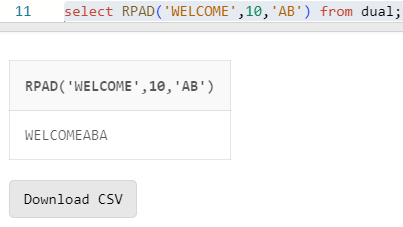 11 select RPAD('WELCOME',10,'AB') from dual;
RPAD('WELCOME',10,'AB')
WELCOMEABA
Download CSV